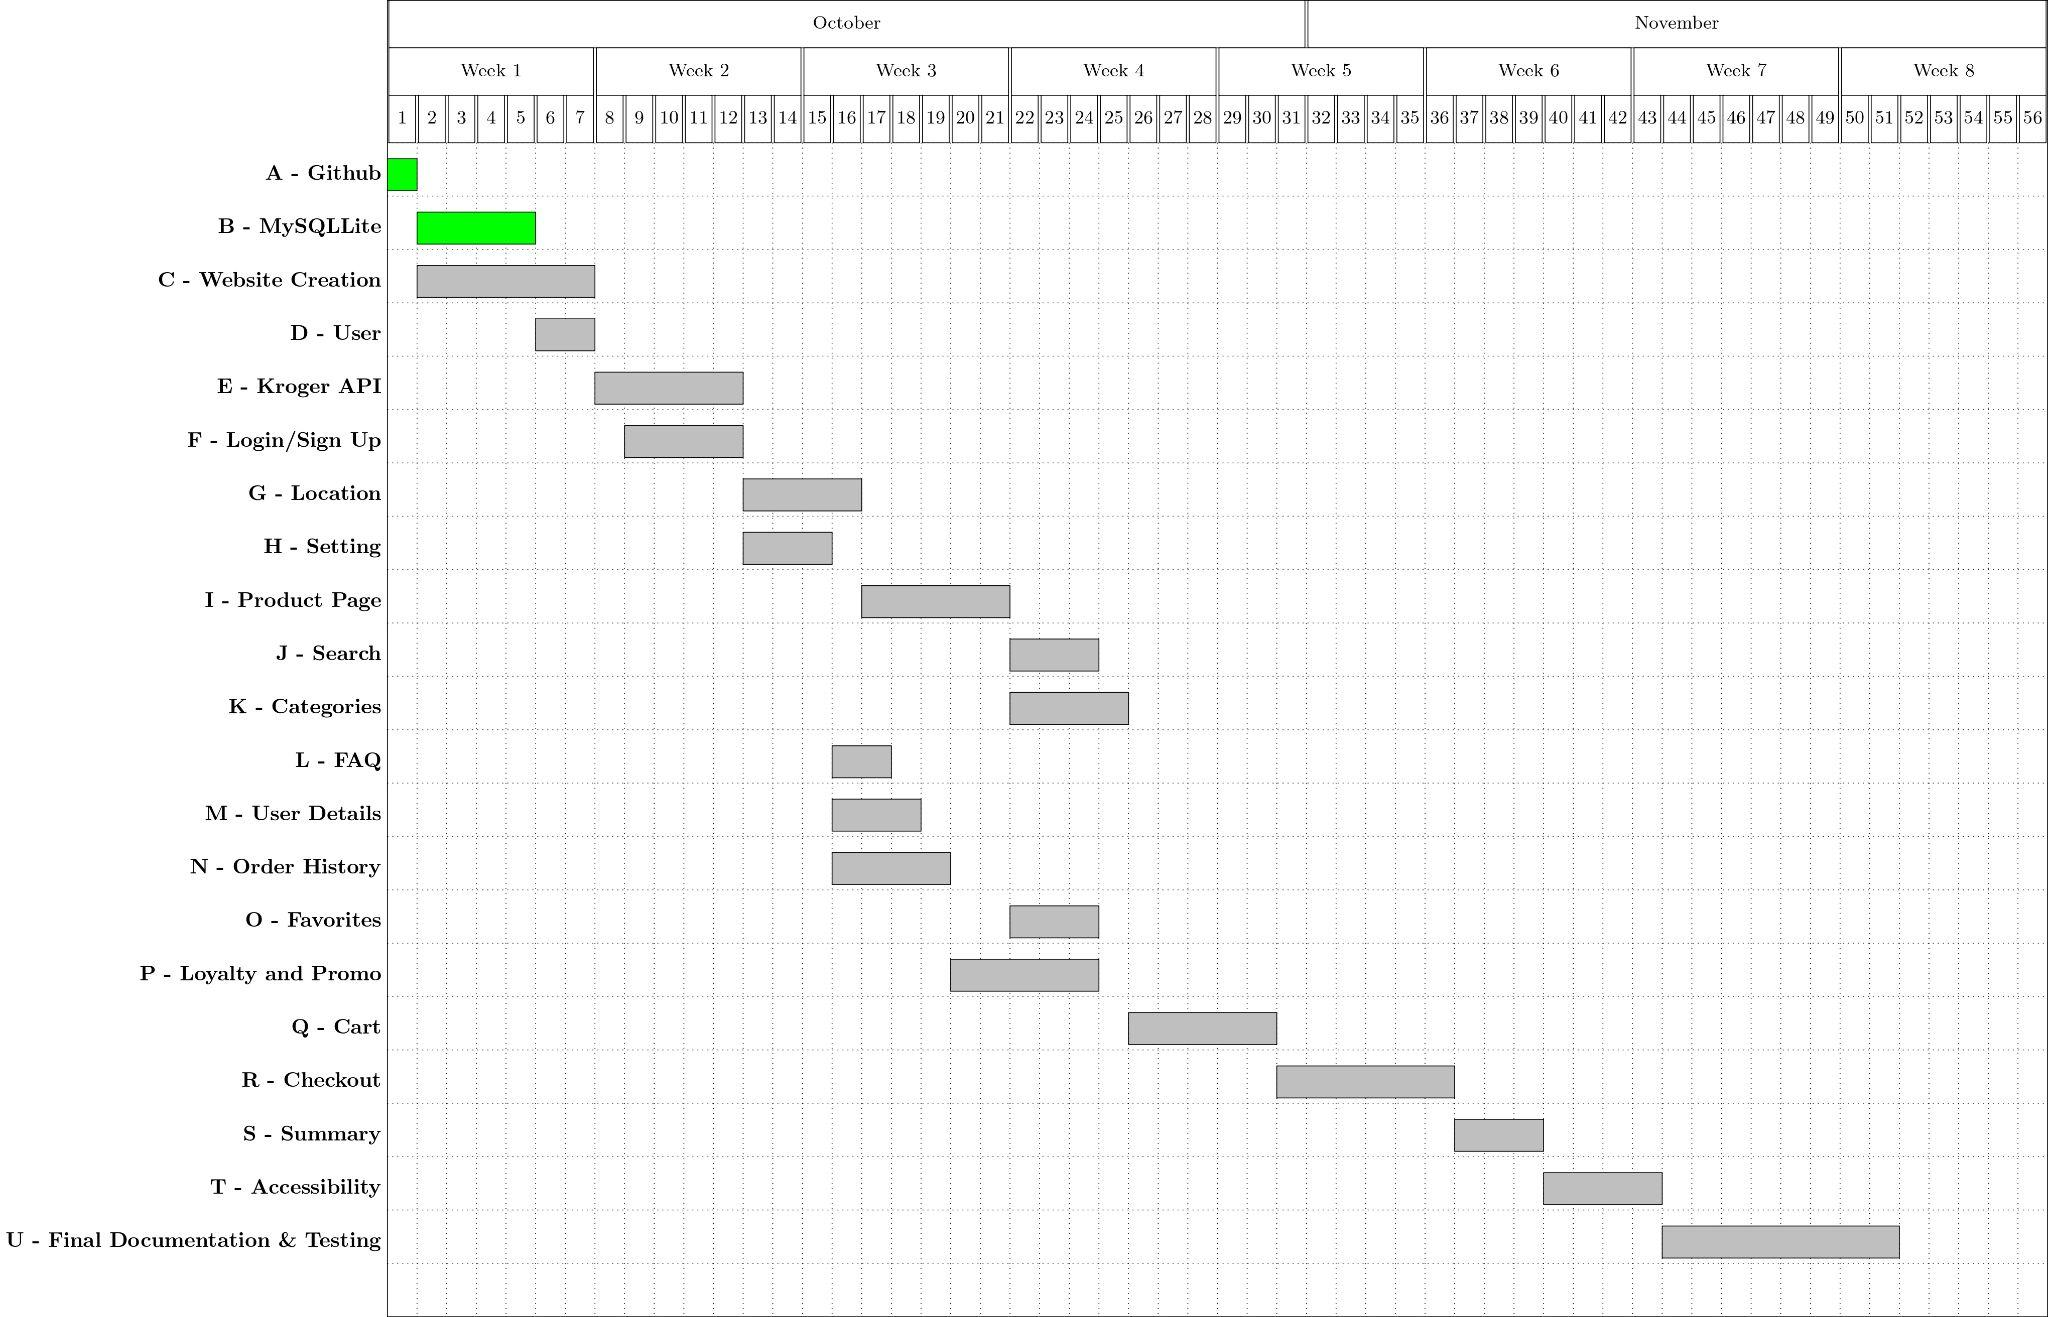 October November
Week 1 Week 2 Week 3 Week 4 Week 5 Week 6 Week 7 Week 8
1 2 3 4 5 6 7 8 9 10 11 12 13 14 15 16 17 18 19 20 21 22 23 24 25 26 27 28 29 30 31 32 33 34 35 36 37 38 39 40 41 42 43 44 45 46 47 48 49 50 51 52 53 54 55 56
A - Github
B - MySQLLite
C - Website Creation
D - User
E - Kroger API
F - Login/Sign Up
G - Location
H - Setting
I - Product Page
J - Search
K - Categories
L - FAQ
M - User Details
N - Order History
O - Favorites
P - Loyalty and Promo
Q - Cart
R - Checkout
S - Summary
T - Accessibility
U - Final Documentation & Testing